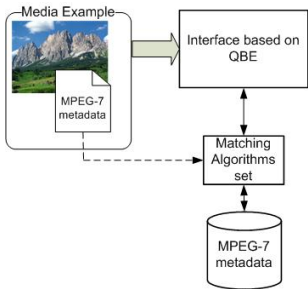 Media Example
MPEG-7
metadata
Interface based on
QBE
Matching
Algorithms
set
MPEG-7
metadata